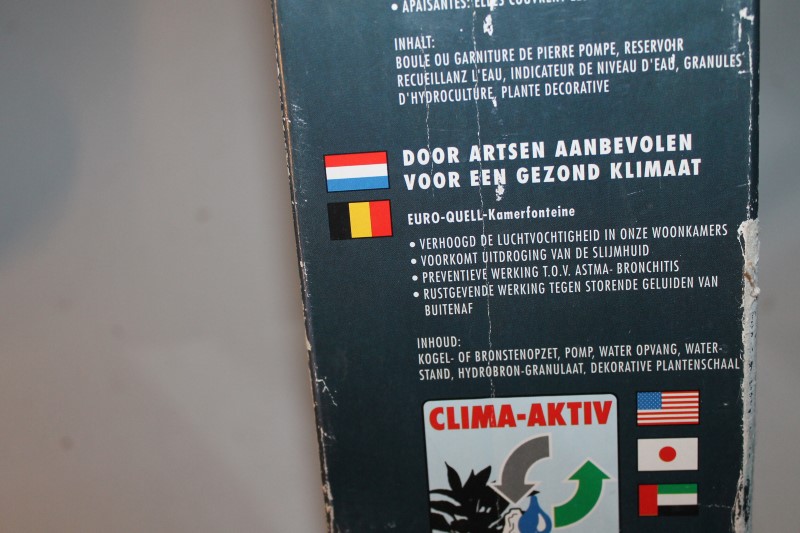 • APAISANTES: ELLES COUVRENT
INHALT:
BOULE OU GARNITURE DE PIERRE POMPE, RESERVOIR
RECUEILLANZ L'EAU, INDICATEUR DE NIVEAU D'EAU, GRANULES
D'HYDROCULTURE, PLANTE DECORATIVE
DOOR ARTSEN AANBEVOLEN
VOOR EEN GEZOND KLIMAAT
EURO-QUELL-Kamerfonteine
• VERHOOGD DE LUCHTVOCHTIGHEID IN ONZE WOONKAMERS
• VOORKOMT UITDROGING VAN DE SLIJMHUID
• PREVENTIEVE WERKING T.O.V. ASTMA- BRONCHITIS
• RUSTGEVENDE WERKING TEGEN STORENDE GELUIDEN VAN
BUITENAF
INHOUD:
KOGEL- OF BRONSTENOPZET, POMP, WATER OPVANG, WATER-
STAND, HYDROBRON-GRANULAAT, DEKORATIVE PLANTENSCHAAL
CLIMA-AKTIV